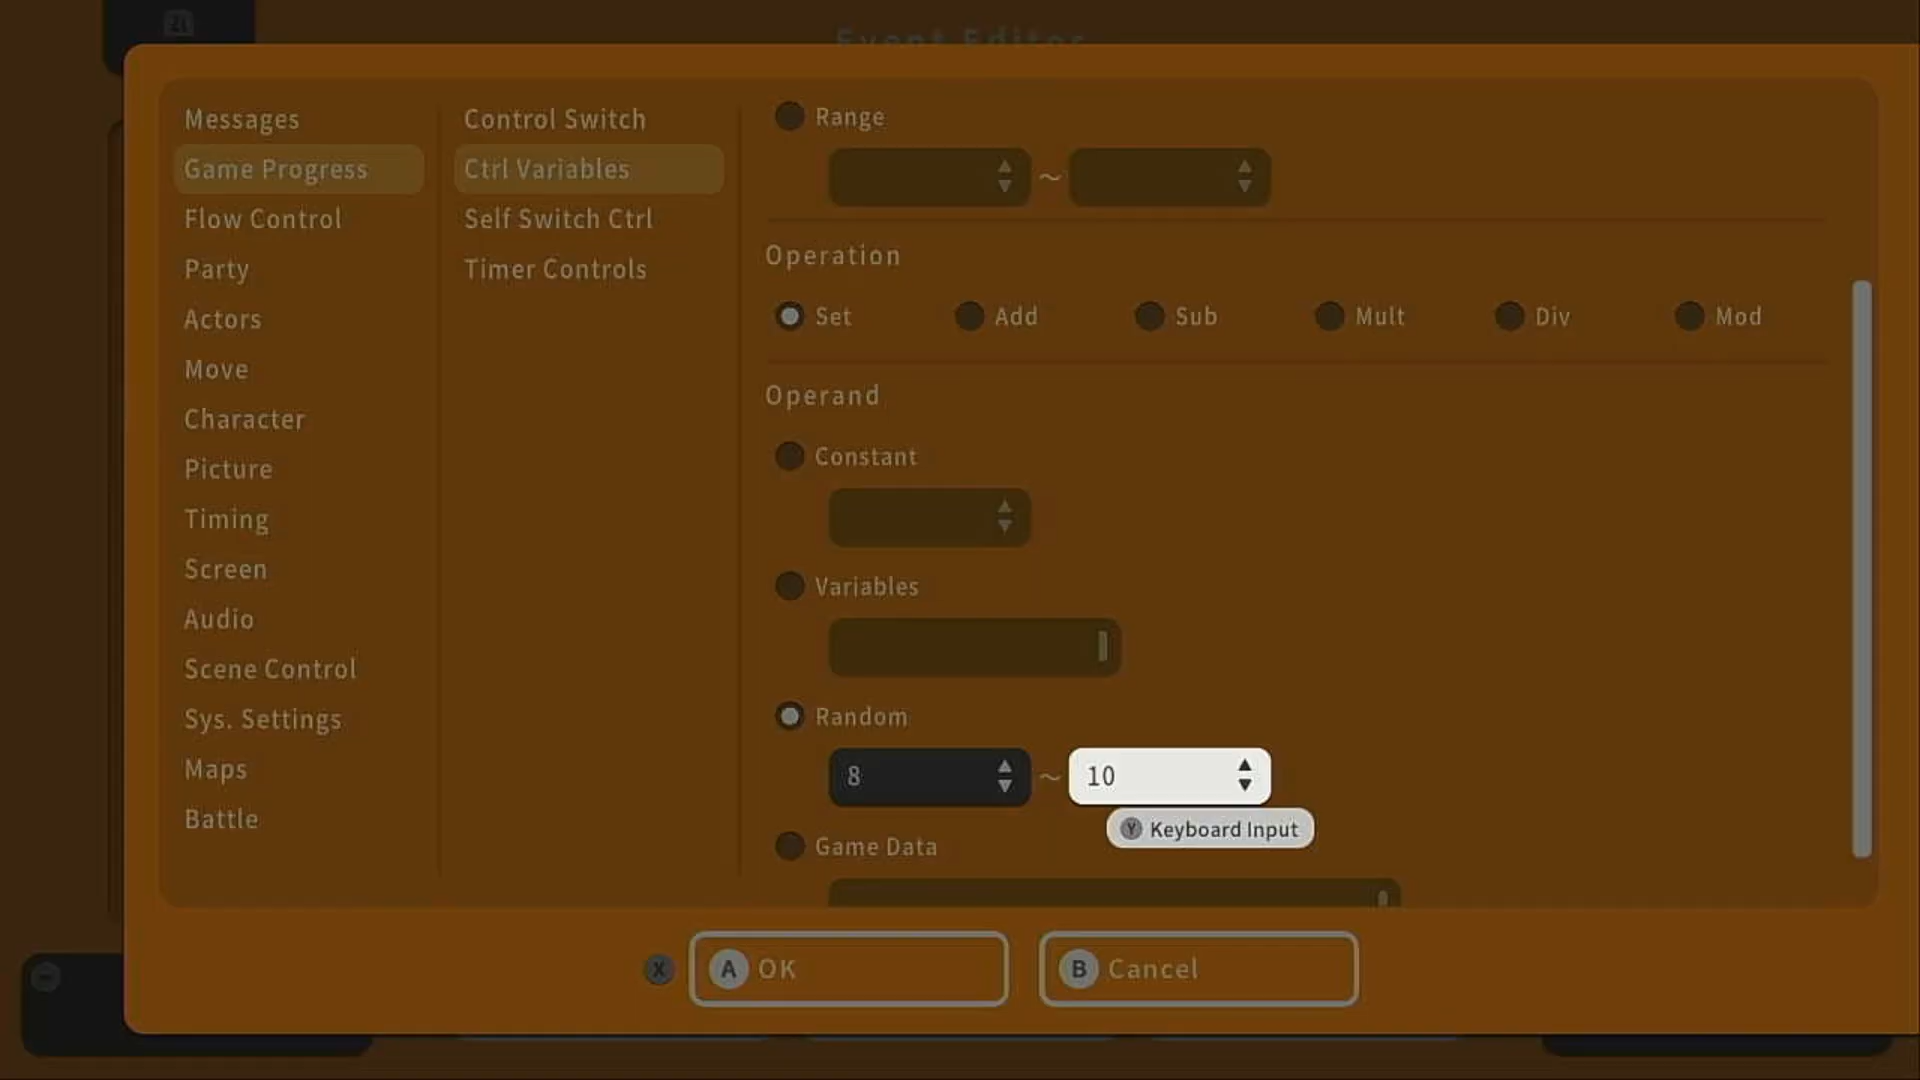 Event Editor
Messages
Game Progress
Flow Control
Party
Actors
Move
Character
Picture
Timing
Screen
Audio
Scene Control
Sys. Settings
Maps
Battle
Control Switch
Ctrl Variables
Self Switch Ctrl
Timer Controls
Range
~
Operation
Set Add Sub Mult Div Mod
Operand
Constant
Variables
Random
8 ~ 10
Y Keyboard Input
Game Data
X A OK B Cancel